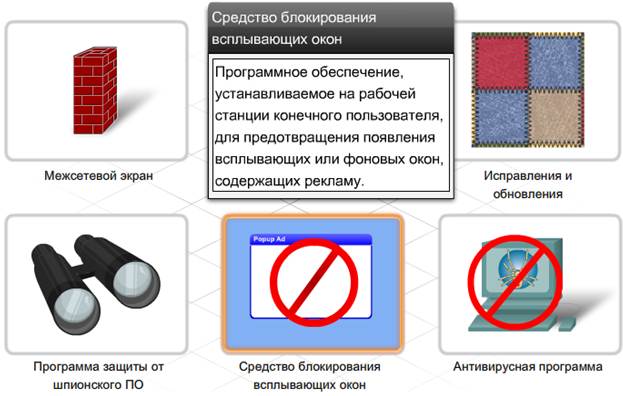 Средство блокирования
всплывающих окон
Программное обеспечение,
устанавливаемое на рабочей
станции конечного пользователя,
для предотвращения появления
всплывающих или фоновых окон,
содержащих рекламу.
Межсетевой экран
Исправления и
обновления
Popup Ad
Программа защиты от
шпионского ПО
Средство блокирования
всплывающих окон
Антивирусная программа